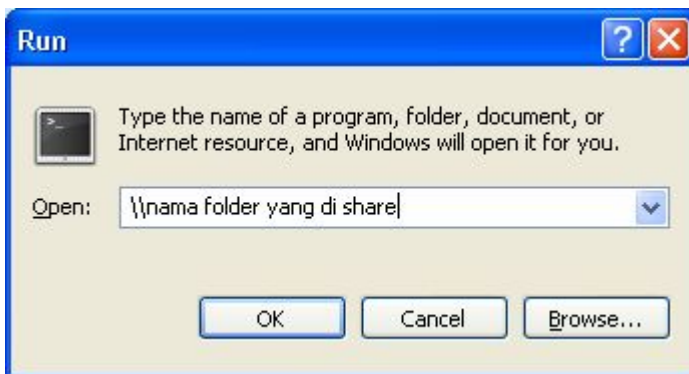 Run
Type the name of a program, folder, document, or
Internet resource, and Windows will open it for you.
Open: \\nama folder yang di share
OK Cancel Browse...